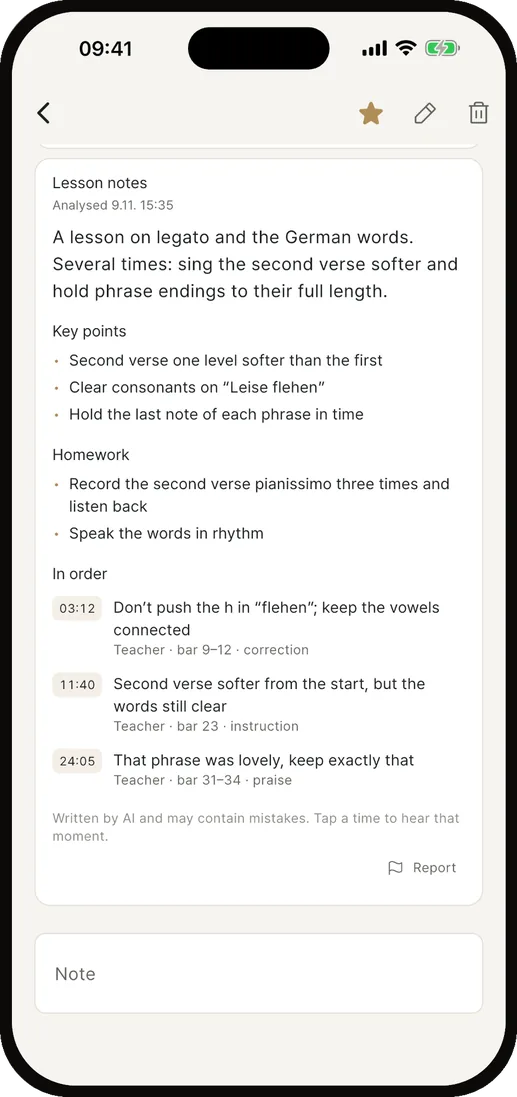 09:41
Lesson notes
Analysed 9.11. 15:35
A lesson on legato and the German words.
Several times: sing the second verse softer and
hold phrase endings to their full length.
Key points
• Second verse one level softer than the first
• Clear consonants on “Leise flehen”
• Hold the last note of each phrase in time
Homework
• Record the second verse pianissimo three times and
listen back
• Speak the words in rhythm
In order
03:12 Don’t push the h in “flehen”; keep the vowels
connected
Teacher · bar 9–12 · correction
11:40 Second verse softer from the start, but the
words still clear
Teacher · bar 23 · instruction
24:05 That phrase was lovely, keep exactly that
Teacher · bar 31–34 · praise
Written by AI and may contain mistakes. Tap a time to hear that
moment.
Report
Note